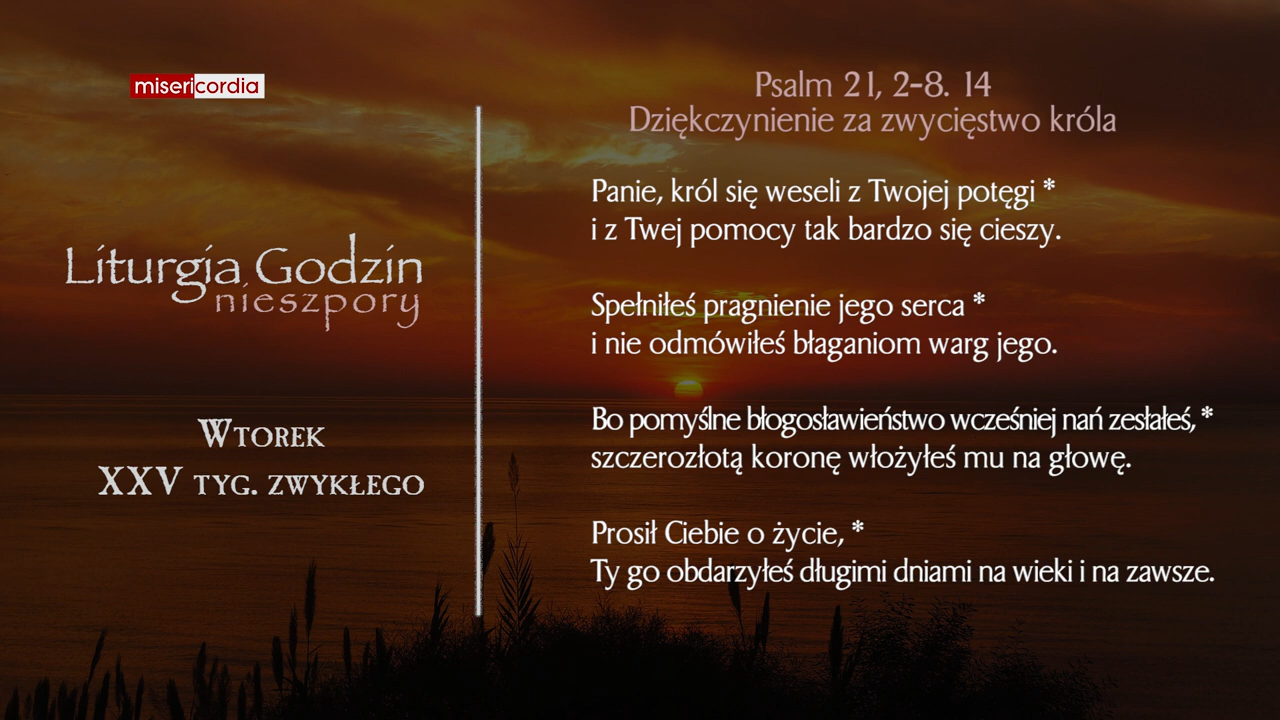 misericordia
Liturgia Godzin
nieszpory
Wtorek
XXV tyg. zwykłego
Psalm 21, 2-8. 14
Dziękczynienie za zwycięstwo króla
Panie, król się weseli z Twojej potęgi *
i z Twej pomocy tak bardzo się cieszy.
Spełniłeś pragnienie jego serca *
i nie odmówiłeś błaganiom warg jego.
Bo pomyślne błogosławieństwo wcześniej nań zesłałeś, *
szczerozłotą koronę włożyłeś mu na głowę.
Prosił Ciebie o życie, *
Ty go obdarzyłeś długimi dniami na wieki i na zawsze.